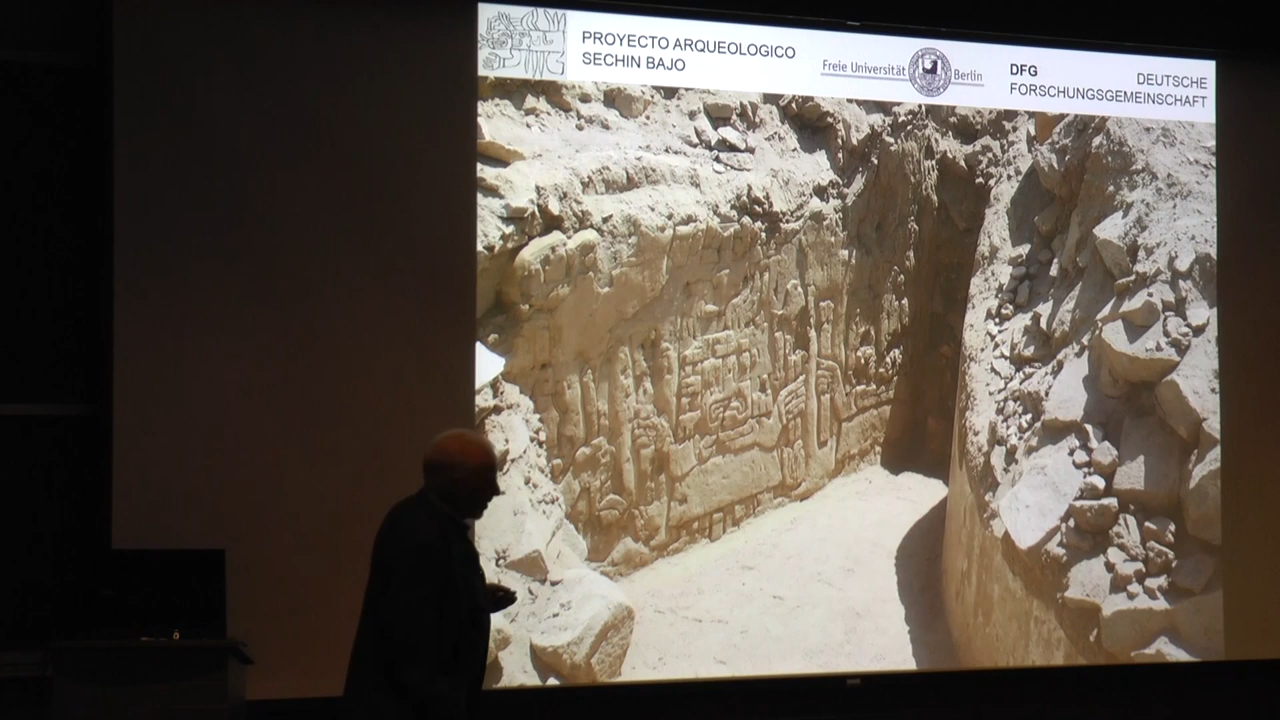 PROYECTO ARQUEOLOGICO
SECHIN BAJO
Freie Universität Berlin
DFG DEUTSCHE
FORSCHUNGSGEMEINSCHAFT